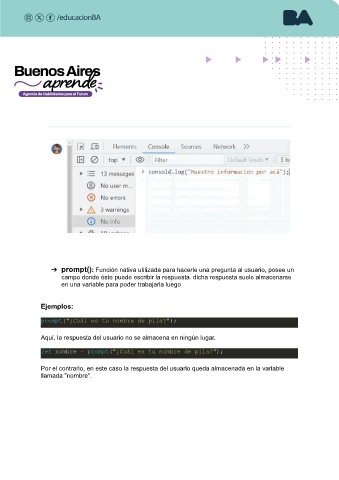 /educacionBA
BA
Buenos Aires
aprende
Agencia de Habilidades para el Futuro
Elements Console Sources Network
top Filter Default levels
13 messages
> console.log("Nuestro informacion por acá");
No user m...
No errors
3 warnings
No info
➔ prompt(): Función nativa utilizada para hacerle una pregunta al usuario, posee un
campo donde éste puede escribir la respuesta. dicha respuesta suele almacenarse
en una variable para poder trabajarla luego
Ejemplos:
prompt("¿Cuál es tu nombre de pila?");
Aquí, la respuesta del usuario no se almacena en ningún lugar.
let nombre = prompt("¿Cuál es tu nombre de pila?");
Por el contrario, en este caso la respuesta del usuario queda almacenada en la variable
llamada "nombre".